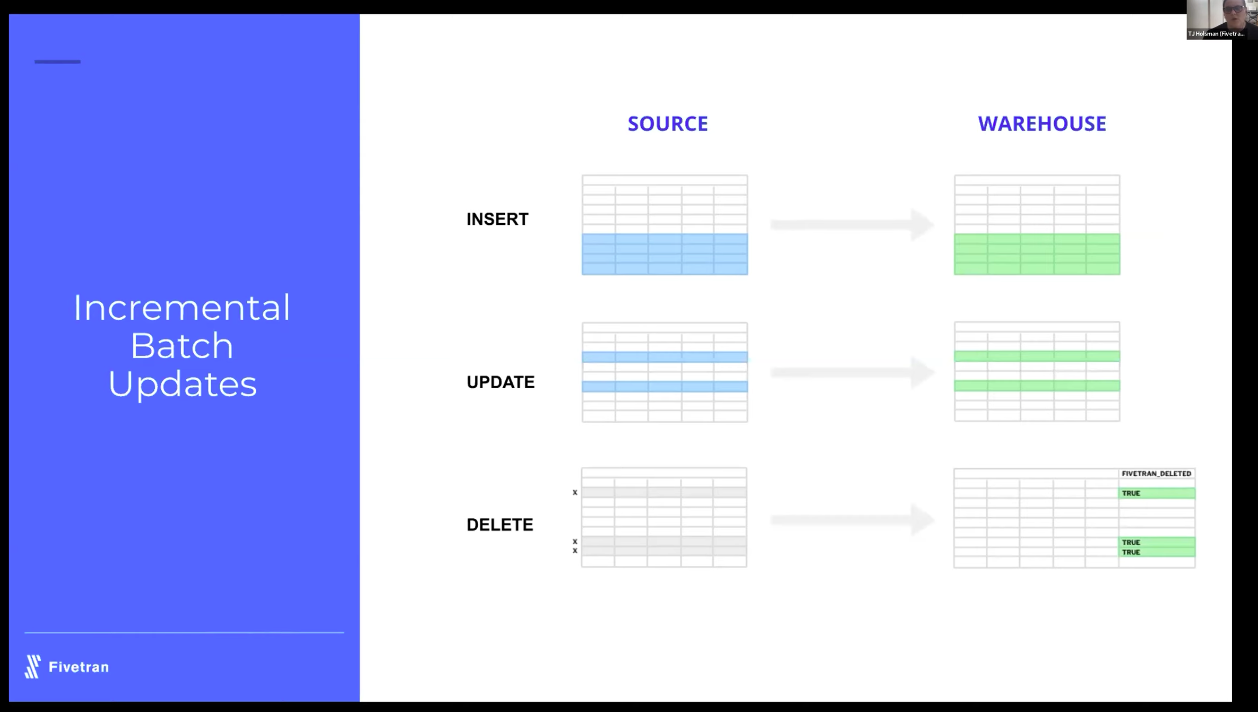 TJ Holsman (Fivetra...
SOURCE
WAREHOUSE
INSERT
Incremental
Batch
Updates
UPDATE
DELETE
X
X
X
FIVETRAN_DELETED
TRUE
TRUE
TRUE
Fivetran